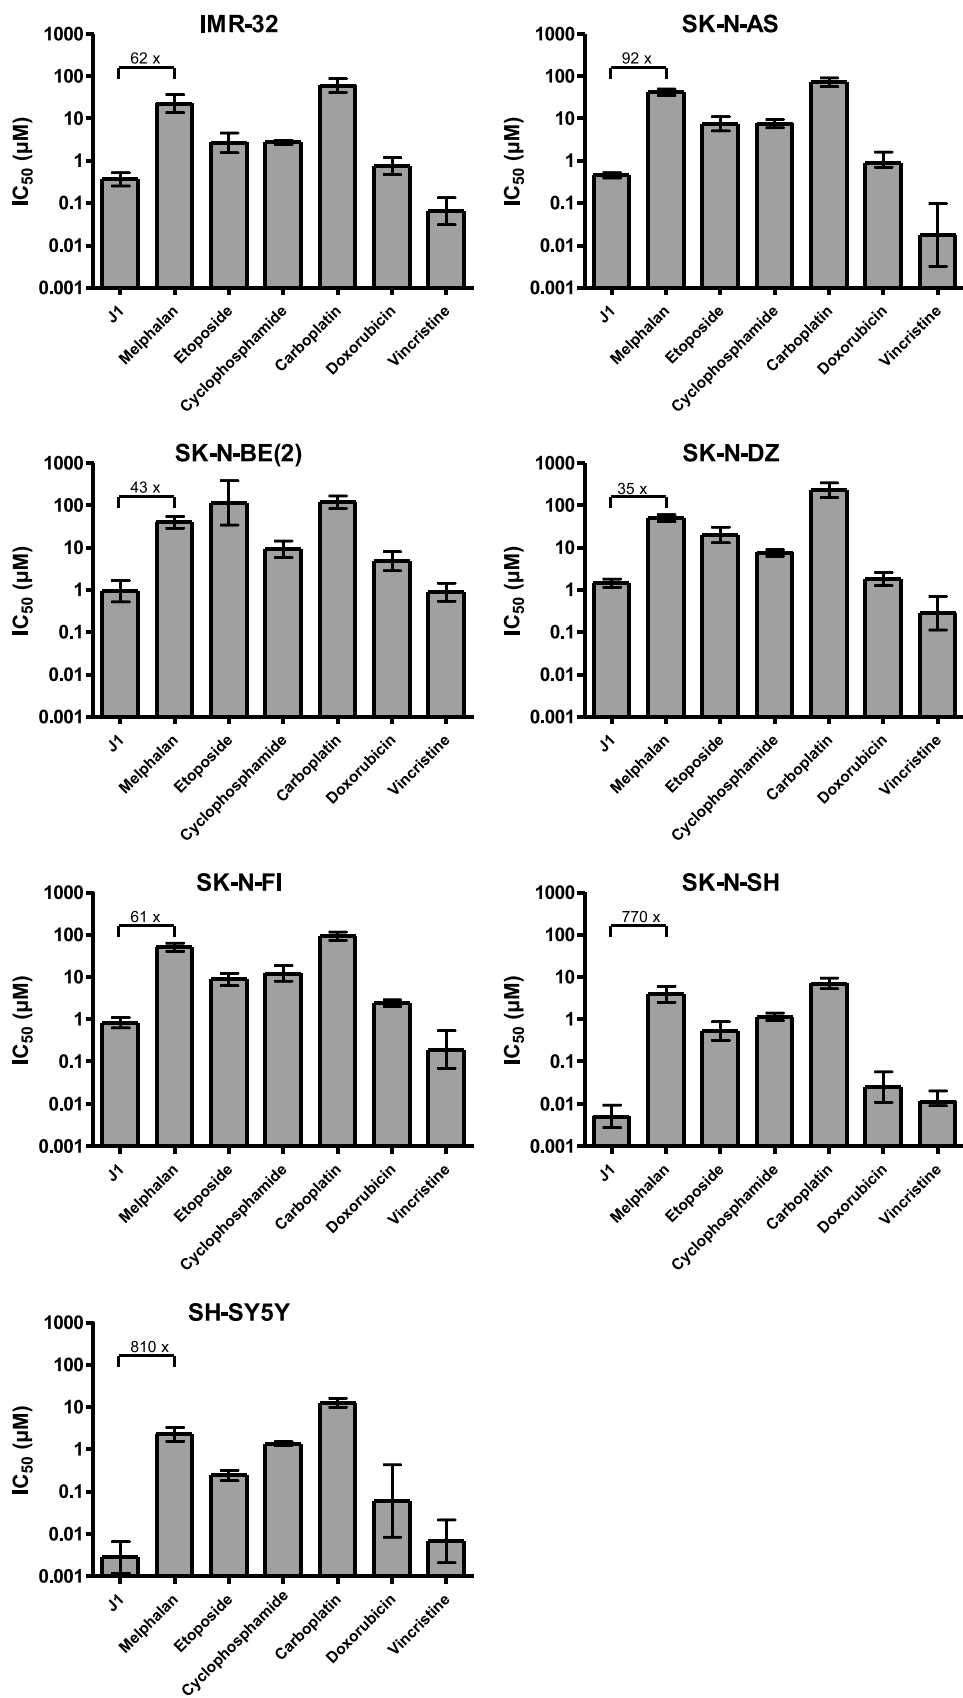 IMR-32
IC50 (µM)
1000
100
10
1
0.1
0.01
0.001
62 x
J1
Melphalan
Etoposide
Cyclophosphamide
Carboplatin
Doxorubicin
Vincristine
SK-N-AS
IC50 (µM)
1000
100
10
1
0.1
0.01
0.001
92 x
J1
Melphalan
Etoposide
Cyclophosphamide
Carboplatin
Doxorubicin
Vincristine
SK-N-BE(2)
IC50 (µM)
1000
100
10
1
0.1
0.01
0.001
43 x
J1
Melphalan
Etoposide
Cyclophosphamide
Carboplatin
Doxorubicin
Vincristine
SK-N-DZ
IC50 (µM)
1000
100
10
1
0.1
0.01
0.001
35 x
J1
Melphalan
Etoposide
Cyclophosphamide
Carboplatin
Doxorubicin
Vincristine
SK-N-FI
IC50 (µM)
1000
100
10
1
0.1
0.01
0.001
61 x
J1
Melphalan
Etoposide
Cyclophosphamide
Carboplatin
Doxorubicin
Vincristine
SK-N-SH
IC50 (µM)
1000
100
10
1
0.1
0.01
0.001
770 x
J1
Melphalan
Etoposide
Cyclophosphamide
Carboplatin
Doxorubicin
Vincristine
SH-SY5Y
IC50 (µM)
1000
100
10
1
0.1
0.01
0.001
810 x
J1
Melphalan
Etoposide
Cyclophosphamide
Carboplatin
Doxorubicin
Vincristine